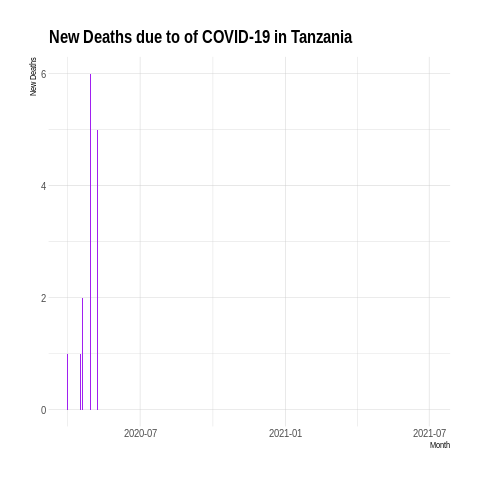 New Deaths due to of COVID-19 in Tanzania
New Deaths
6
4
2
0
2020-07
2021-01
2021-07
Month